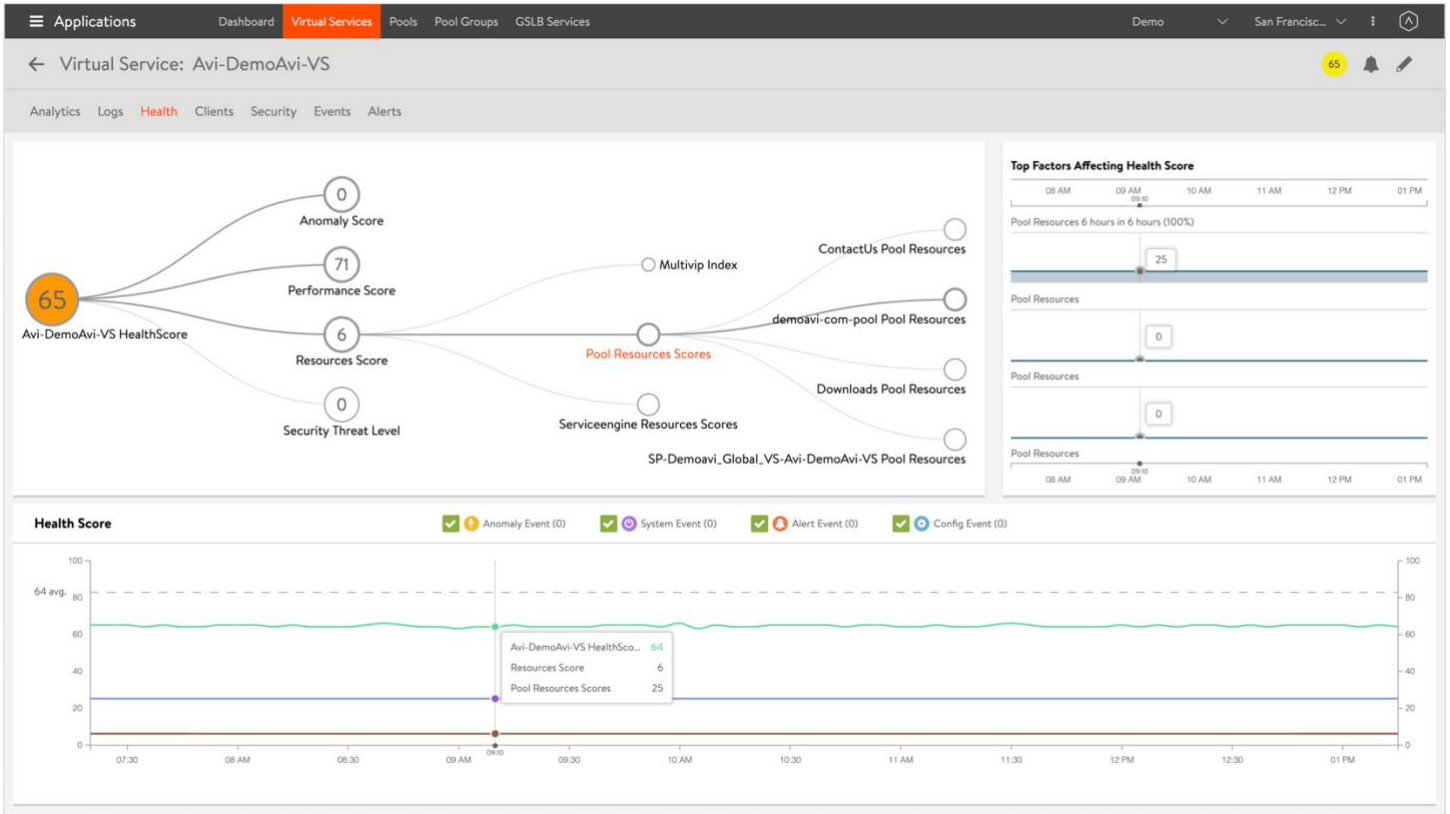 Applications Dashboard Virtual Services Pools Pool Groups GSLB Services Demo San Francisc...
Virtual Service: Avi-DemoAvi-VS 65
Analytics Logs Health Clients Security Events Alerts
0
Anomaly Score
71
Performance Score
65
Avi-DemoAvi-VS HealthScore
6
Resources Score
0
Security Threat Level
Multivip Index
Pool Resources Scores
Serviceengine Resources Scores
ContactUs Pool Resources
demoavi-com-pool Pool Resources
Downloads Pool Resources
SP-Demoavi_Global_VS-Avi-DemoAvi-VS Pool Resources
Top Factors Affecting Health Score
08 AM 09 AM 10 AM 11 AM 12 PM 01 PM
09:10
Pool Resources 6 hours in 6 hours (100%)
25
Pool Resources
0
Pool Resources
0
Pool Resources
09:10
08 AM 09 AM 10 AM 11 AM 12 PM 01 PM
Health Score Anomaly Event (0) System Event (0) Alert Event (0) Config Event (0)
100 100
64 avg. 80 80
60 60
Avi-DemoAvi-VS HealthSco... 64
Resources Score 6
40 40
Pool Resources Scores 25
20 20
0 0
07:30 08 AM 08:30 09 AM 09:10 09:30 10 AM 10:30 11 AM 11:30 12 PM 12:30 01 PM